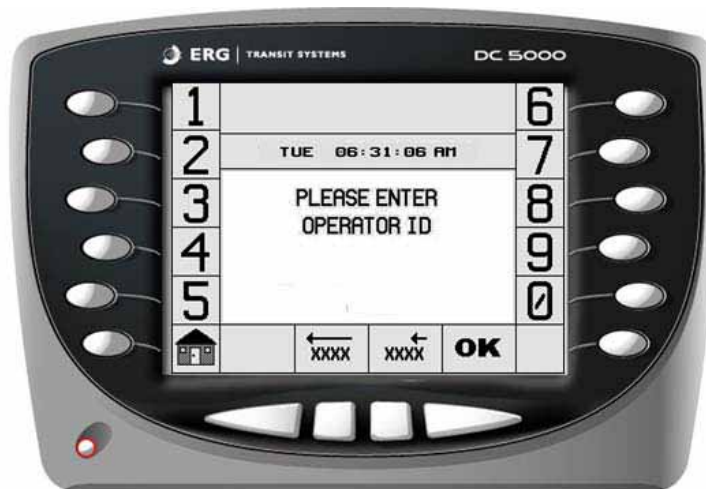 ERG TRANSIT SYSTEMS DC 5000
1 6
2 TUE 06:31:06 AM 7
3 PLEASE ENTER 8
OPERATOR ID
4 9
5 0
XXXX XXXX OK